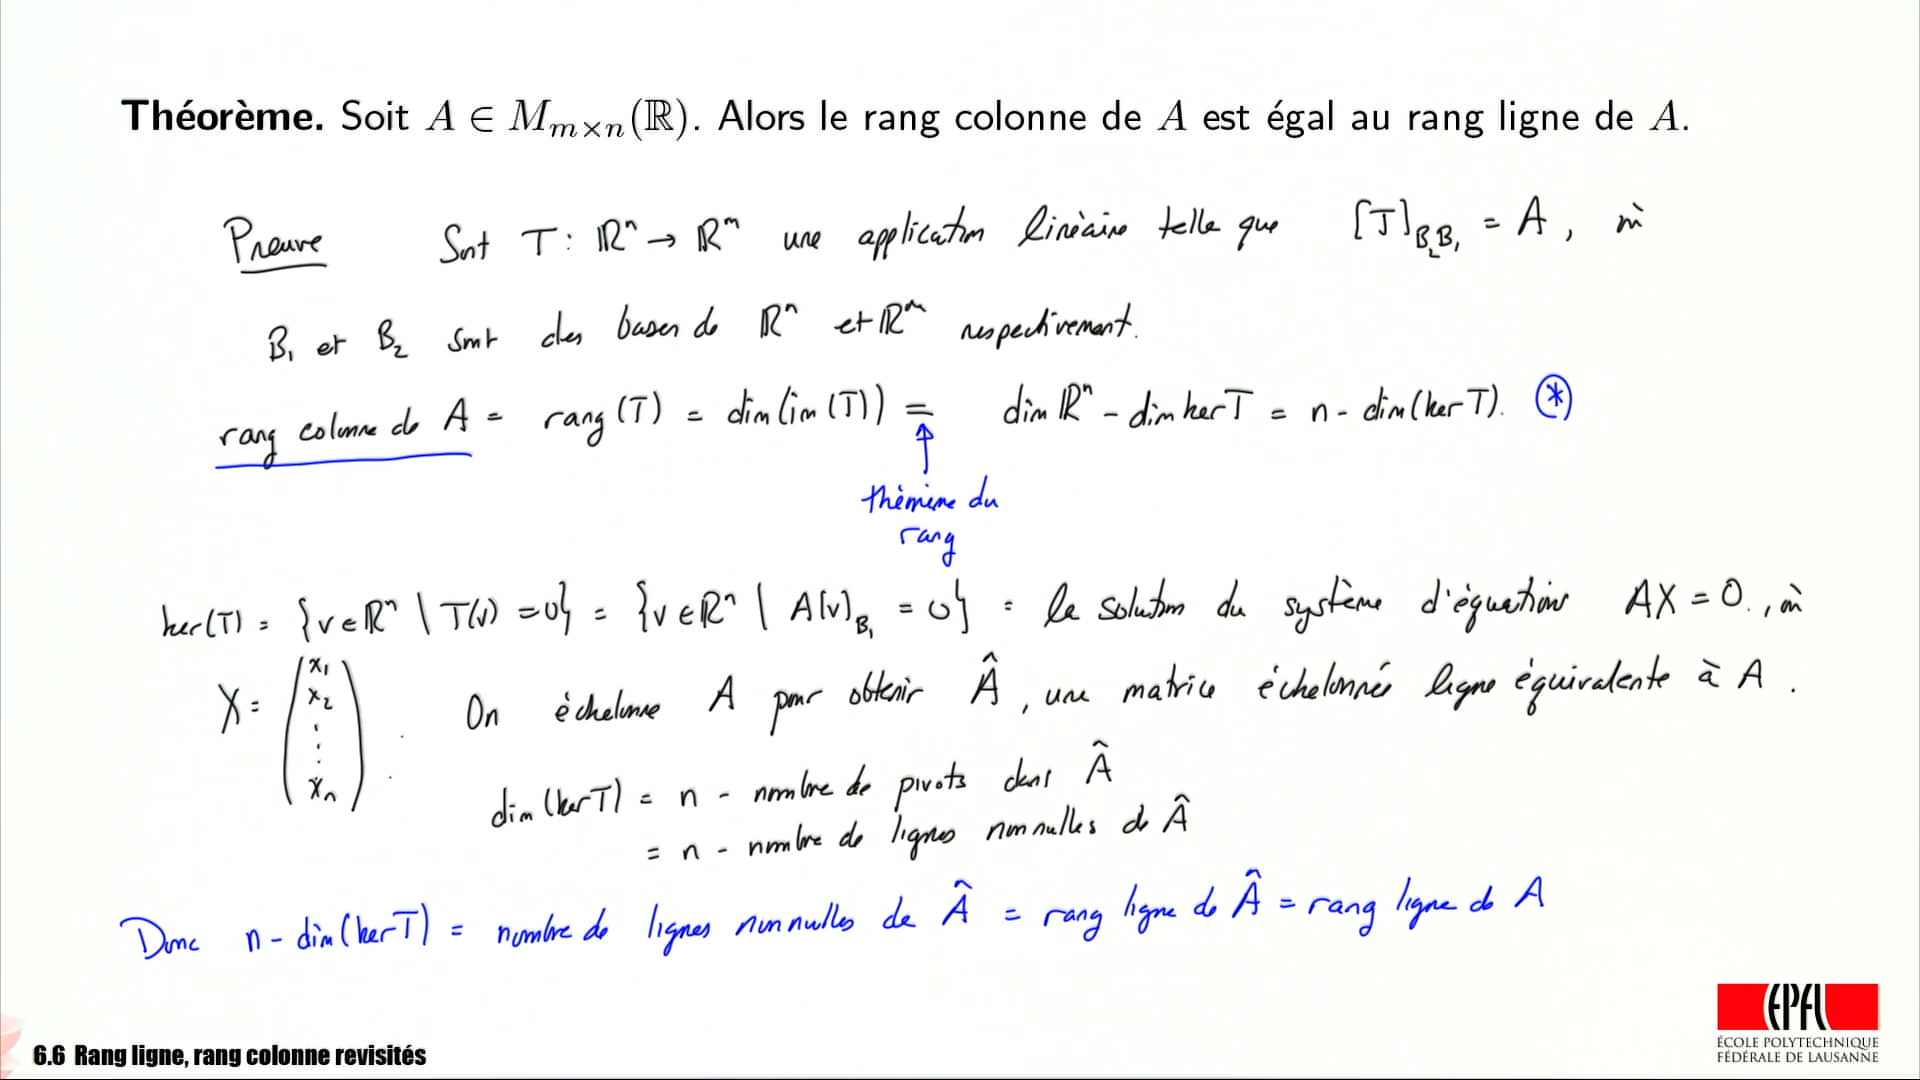 Théorème. Soit A ∈ M_{m×n}(ℝ). Alors le rang colonne de A est égal au rang ligne de A.
Preuve Soit T : ℝⁿ → ℝᵐ une application linéaire telle que [T]_{B₂B₁} = A, où
B₁ et B₂ sont des bases de ℝⁿ et ℝᵐ respectivement.
rang colonne de A = rang(T) = dim(im(T)) = dim ℝⁿ - dim ker T = n - dim(ker T). (*)
↑
théorème du
rang
ker(T) = {v ∈ ℝⁿ | T(v) = 0} = {v ∈ ℝⁿ | A[v]_{B₁} = 0} = la solution du système d'équations AX = 0., où
X = (x₁ x₂ ⋮ xₙ). On échelonne A pour obtenir Â, une matrice échelonnée ligne équivalente à A.
dim(ker T) = n - nombre de pivots dans Â
= n - nombre de lignes non nulles de Â
Donc n - dim(ker T) = nombre de lignes non nulles de Â = rang ligne de Â = rang ligne de A
EPFL
ÉCOLE POLYTECHNIQUE
FÉDÉRALE DE LAUSANNE
6.6 Rang ligne, rang colonne revisités